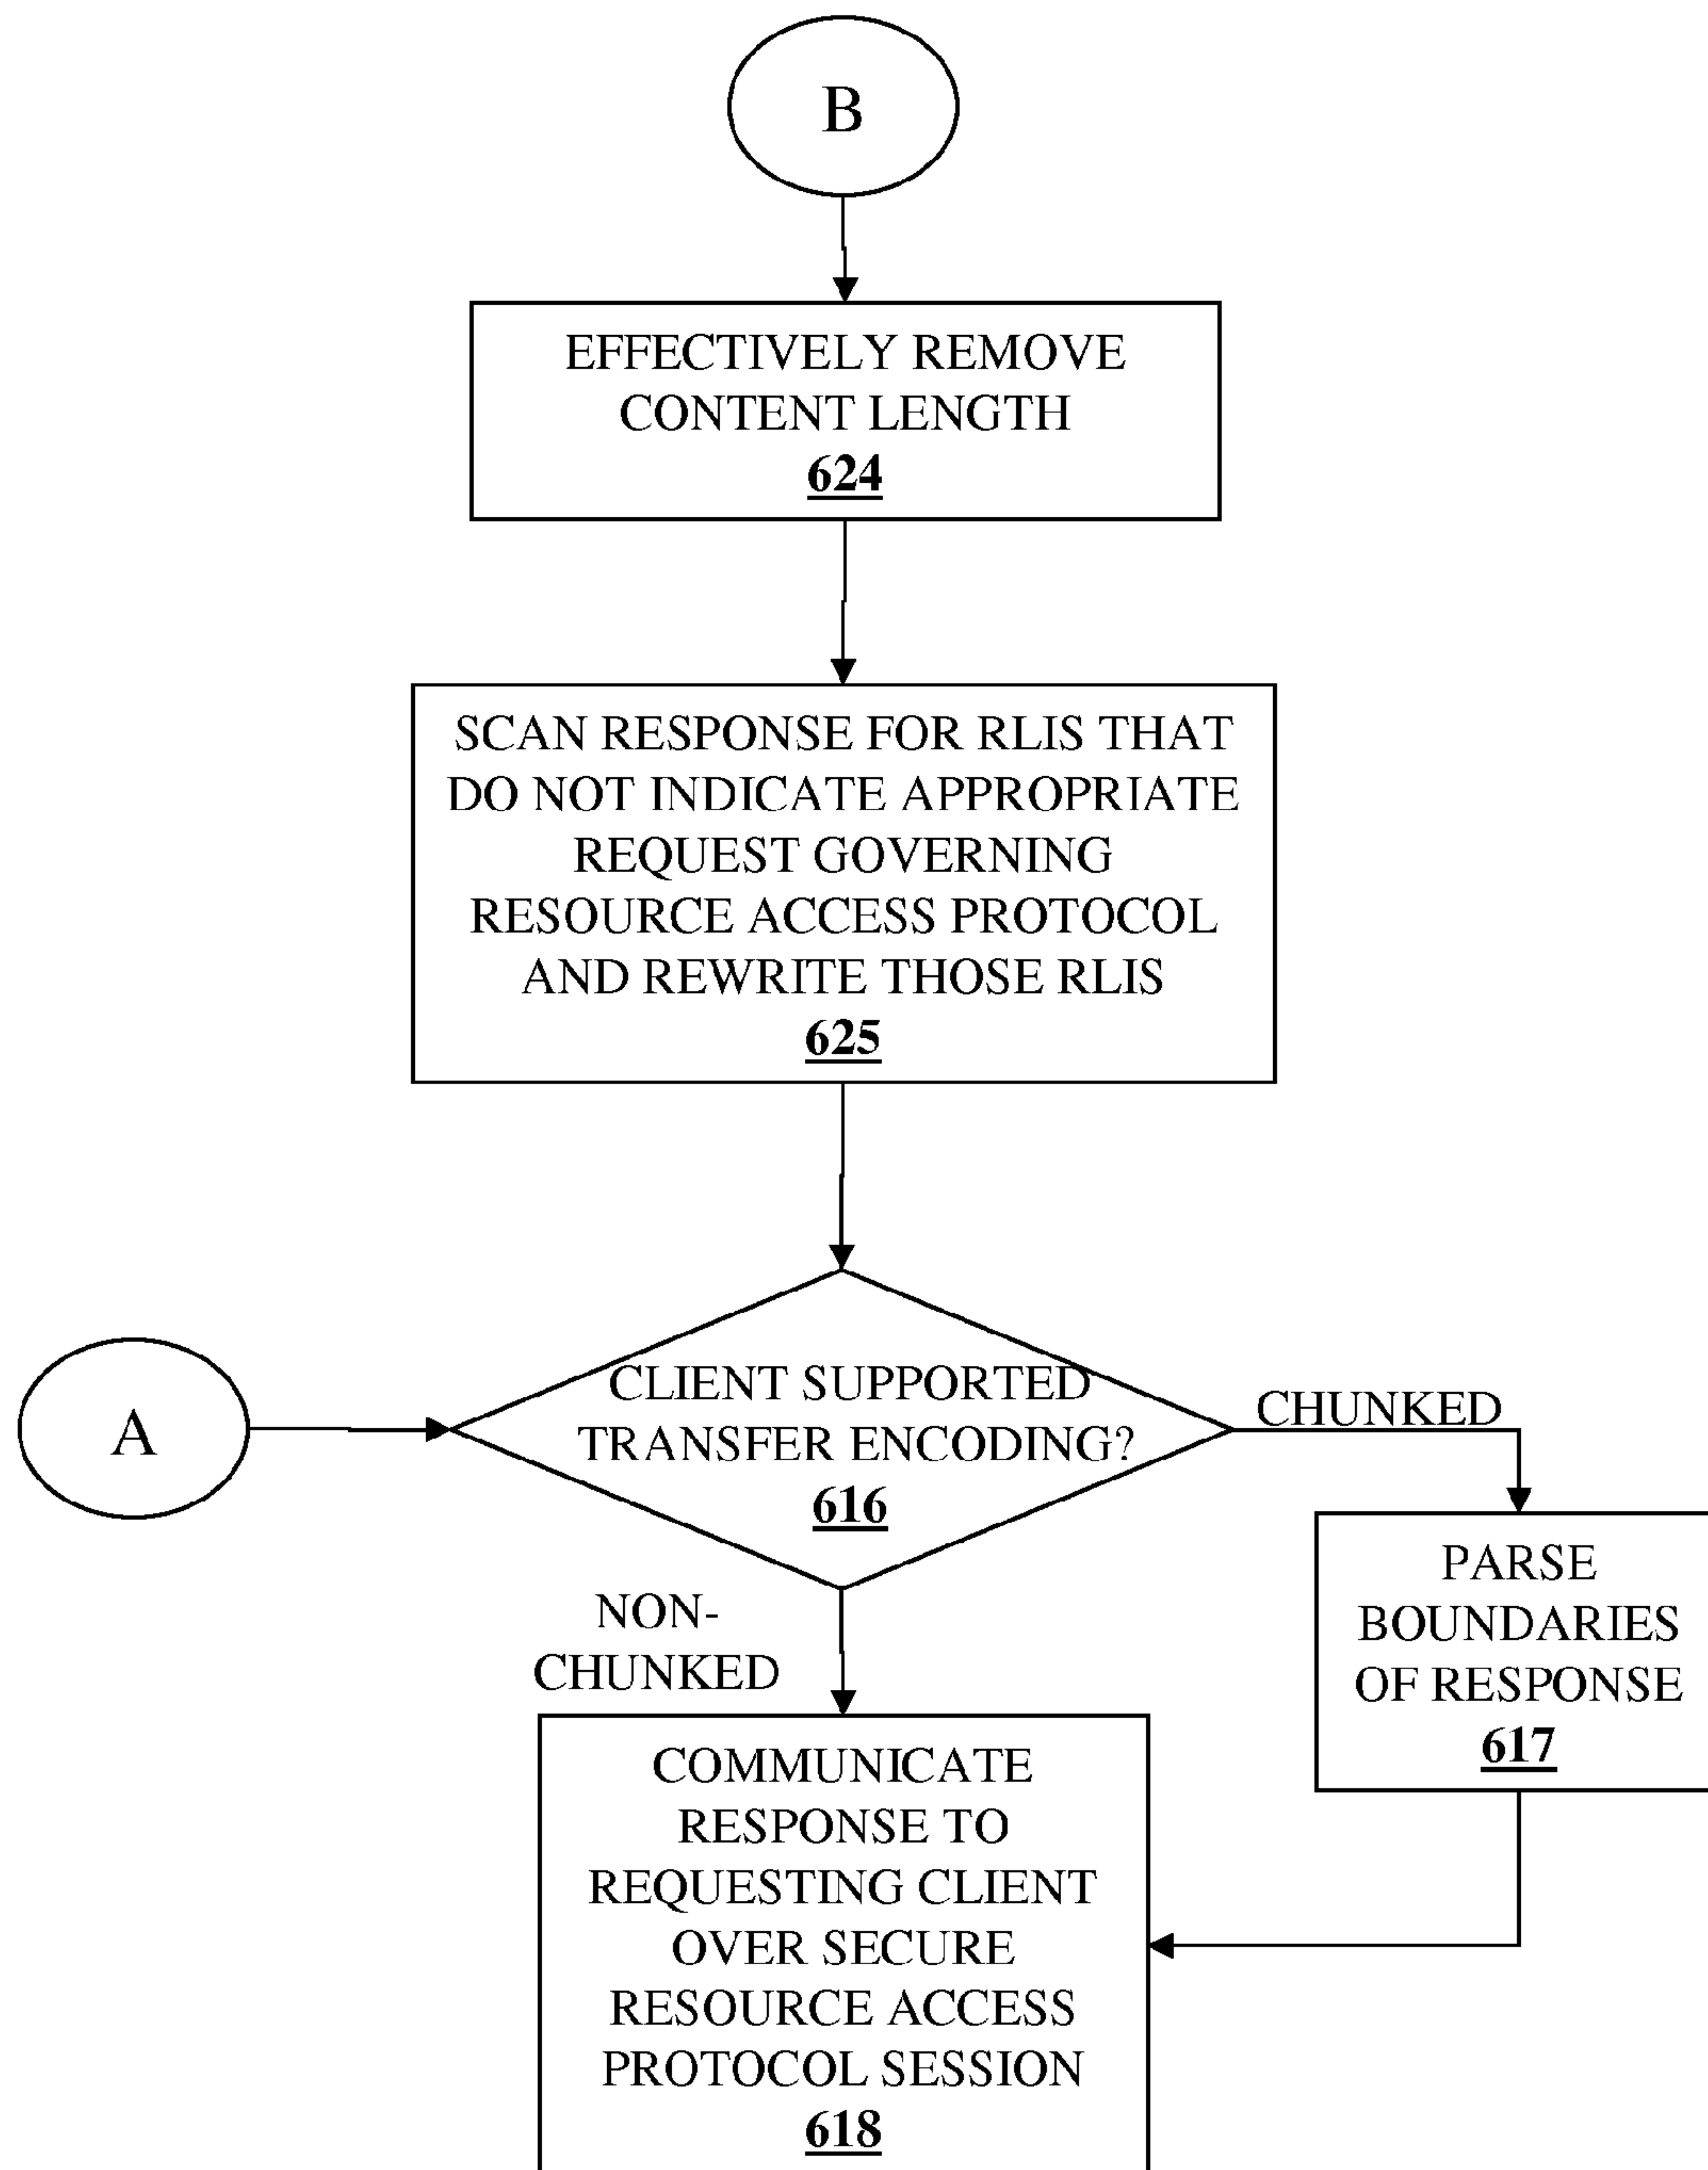 B
EFFECTIVELY REMOVE
CONTENT LENGTH
624
SCAN RESPONSE FOR RLIS THAT
DO NOT INDICATE APPROPRIATE
REQUEST GOVERNING
RESOURCE ACCESS PROTOCOL
AND REWRITE THOSE RLIS
625
A
CLIENT SUPPORTED
TRANSFER ENCODING?
616
CHUNKED
PARSE
BOUNDARIES
OF RESPONSE
617
NON-
CHUNKED
COMMUNICATE
RESPONSE TO
REQUESTING CLIENT
OVER SECURE
RESOURCE ACCESS
PROTOCOL SESSION
618